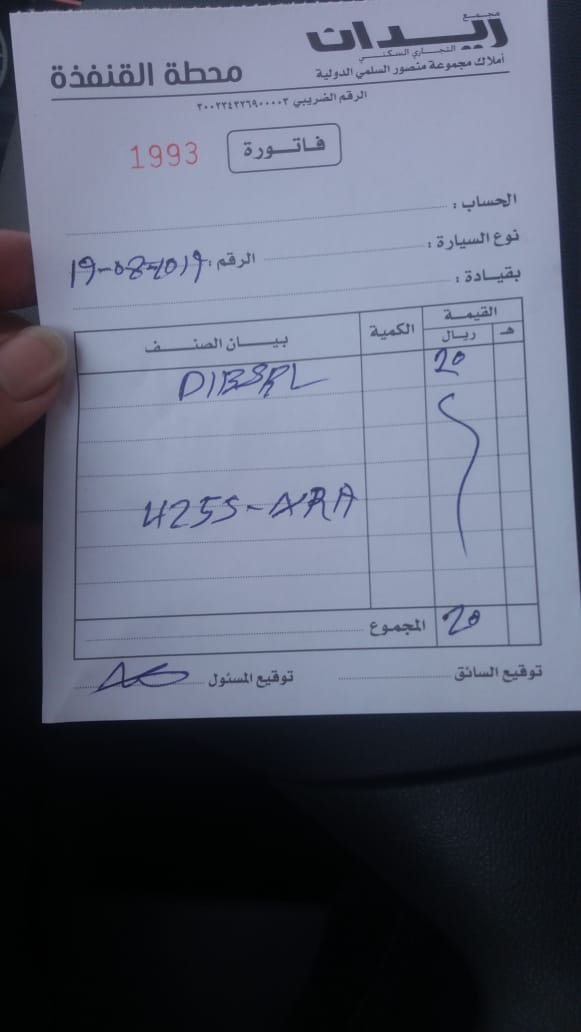 مجمع
ريدان
التجاري السكني
أملاك مجموعة منصور السلمي الدولية
محطة القنفذة
الرقم الضريبي ٣٠٠٢٣٤٣٢٦٩٠٠٠٠٣
فاتورة
1993
الحساب :
نوع السيارة : الرقم : 19-08-2019
بقيادة :
القيمة الكمية بيان الصنف
هـ ريال
20 DIESEL
4255-ARA
المجموع 20
توقيع السائق توقيع المسئول